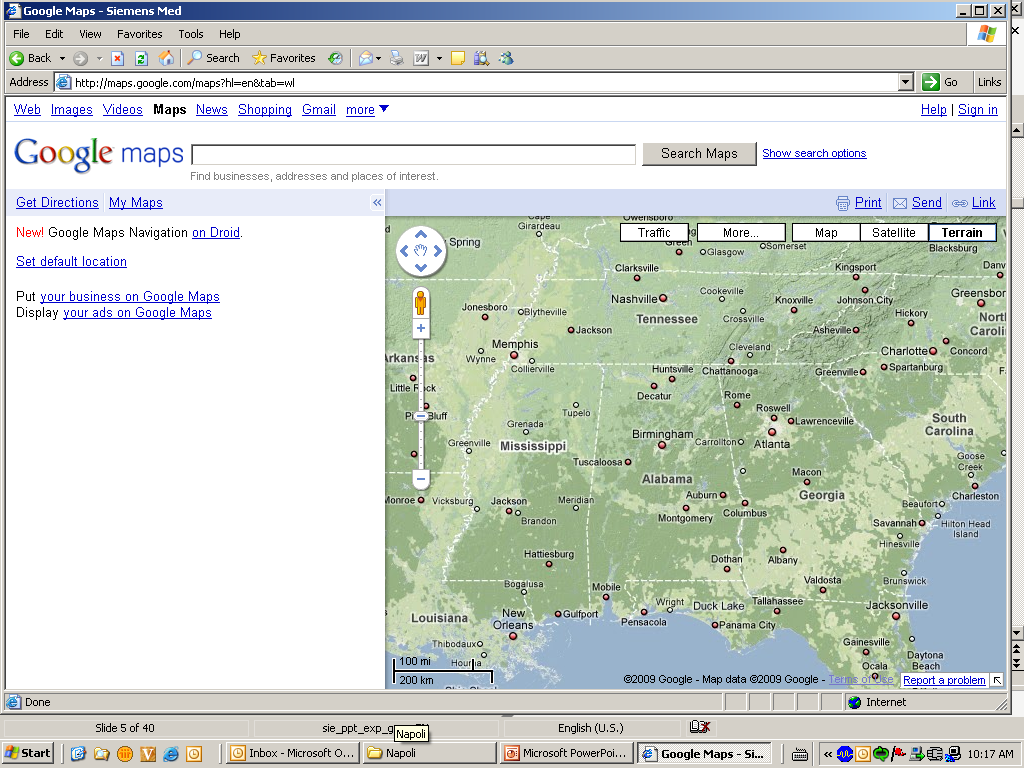 Google Maps - Siemens Med
File Edit View Favorites Tools Help
Back Search Favorites
Address http://maps.google.com/maps?hl=en&tab=wl Go Links
Web Images Videos Maps News Shopping Gmail more Help | Sign in
Google maps Search Maps Show search options
Find businesses, addresses and places of interest.
Get Directions My Maps « Print Send Link
New! Google Maps Navigation on Droid.
Set default location
Put your business on Google Maps
Display your ads on Google Maps
Traffic More... Map Satellite Terrain
Cape Girardeau
Owensboro
Spring
Green
Glasgow
Somerset
Blacksburg
Clarksville
Kingsport
Nashville
Cookeville
Johnson City
Greensboro
Jonesboro
Blytheville
Tennessee
Crossville
Knoxville
Hickory
Jackson
Asheville
Memphis
Cleveland
Charlotte
Concord
Arkansas
Wynne
Collierville
Huntsville
Chattanooga
Greenville
Spartanburg
Little Rock
Decatur
Rome
Tupelo
Roswell
Lawrenceville
South Carolina
Grenada
Greenville
Mississippi
Birmingham
Carrollton
Atlanta
Goose Creek
Tuscaloosa
Alabama
Macon
Charleston
Monroe
Vicksburg
Jackson
Meridian
Auburn
Georgia
Brandon
Montgomery
Columbus
Savannah
Beaufort
Hilton Head Island
Hinesville
Hattiesburg
Dothan
Albany
Bogalusa
Mobile
Valdosta
Brunswick
Louisiana
New Orleans
Gulfport
Pensacola
Wright
Duck Lake
Tallahassee
Jacksonville
Panama City
Thibodaux
Gainesville
Daytona Beach
Houma
Ocala
100 mi
200 km
©2009 Google - Map data ©2009 Google - Terms of Use Report a problem
Done Internet
Slide 5 of 40 sie_ppt_exp_g English (U.S.)
Napoli
Start Inbox - Microsoft O... Napoli Microsoft PowerPoi... Google Maps - Si... « 10:17 AM